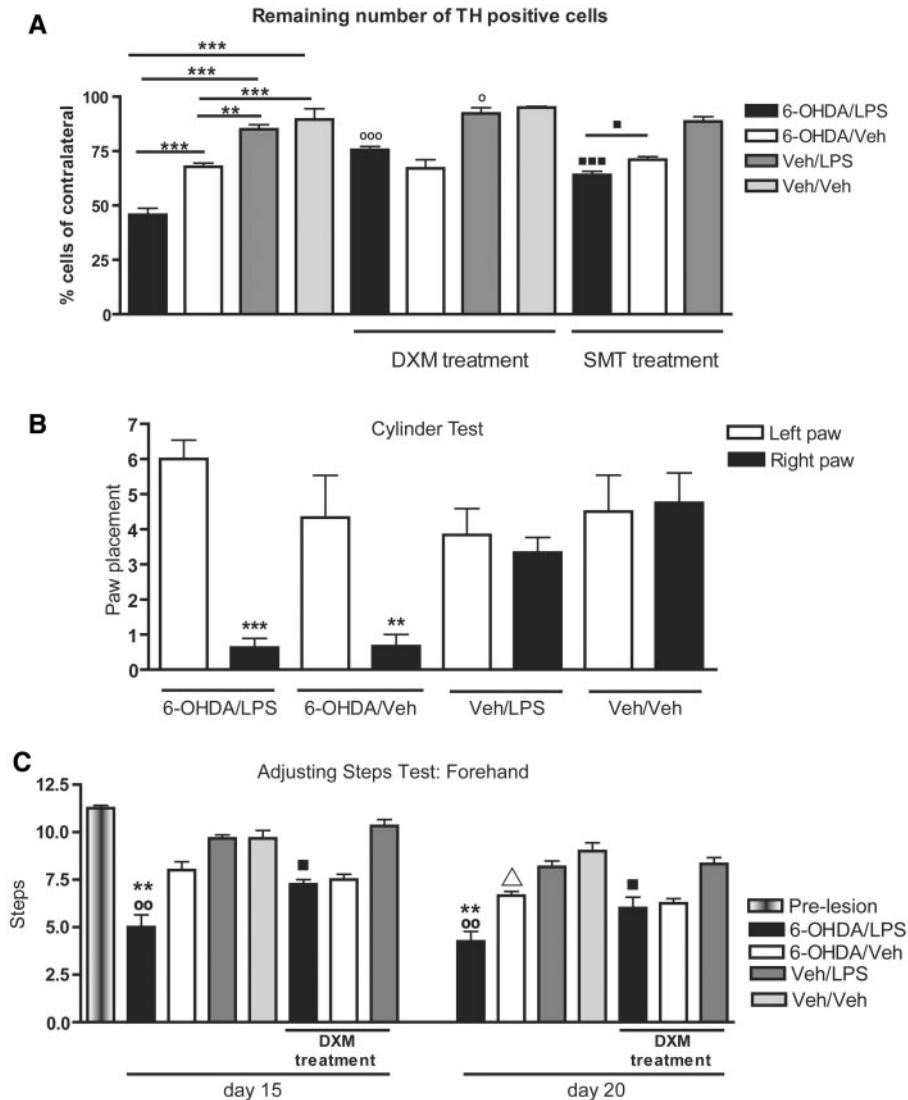 A
Remaining number of TH positive cells
***
***
***
**
***
ooo
o
■
■■■
100
75
50
25
0
% cells of contralateral
6-OHDA/LPS
6-OHDA/Veh
Veh/LPS
Veh/Veh
DXM treatment
SMT treatment
B
Cylinder Test
7
6
5
4
3
2
1
0
Paw placement
Left paw
Right paw
***
**
6-OHDA/LPS
6-OHDA/Veh
Veh/LPS
Veh/Veh
C
Adjusting Steps Test: Forehand
12.5
10.0
7.5
5.0
2.5
0.0
Steps
**
oo
■
△
**
oo
■
Pre-lesion
6-OHDA/LPS
6-OHDA/Veh
Veh/LPS
Veh/Veh
DXM
treatment
DXM
treatment
day 15
day 20